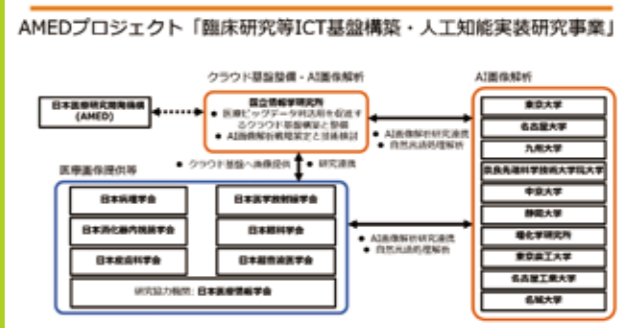 AMEDプロジェクト「臨床研究等ICT基盤構築・人工知能実装研究事業」
クラウド基盤整備・AI画像解析
AI画像解析
日本医療研究開発機構
(AMED)
国立情報学研究所
● 医療ビッグデータ利活用を促進す
るクラウド基盤構築と整備
● AI画像解析戦略策定と技術検討
● AI画像解析研究連携
● 自然言語処理解析
● クラウド基盤へ画像提供
● 研究連携
医療画像提供等
日本病理学会
日本医学放射線学会
日本消化器内視鏡学会
日本眼科学会
日本皮膚科学会
日本超音波医学会
研究協力機関: 日本医療情報学会
● AI画像解析研究連携
● 自然言語処理解析
東京大学
名古屋大学
九州大学
奈良先端科学技術大学院大学
中京大学
静岡大学
理化学研究所
東京農工大学
名古屋工業大学
名城大学